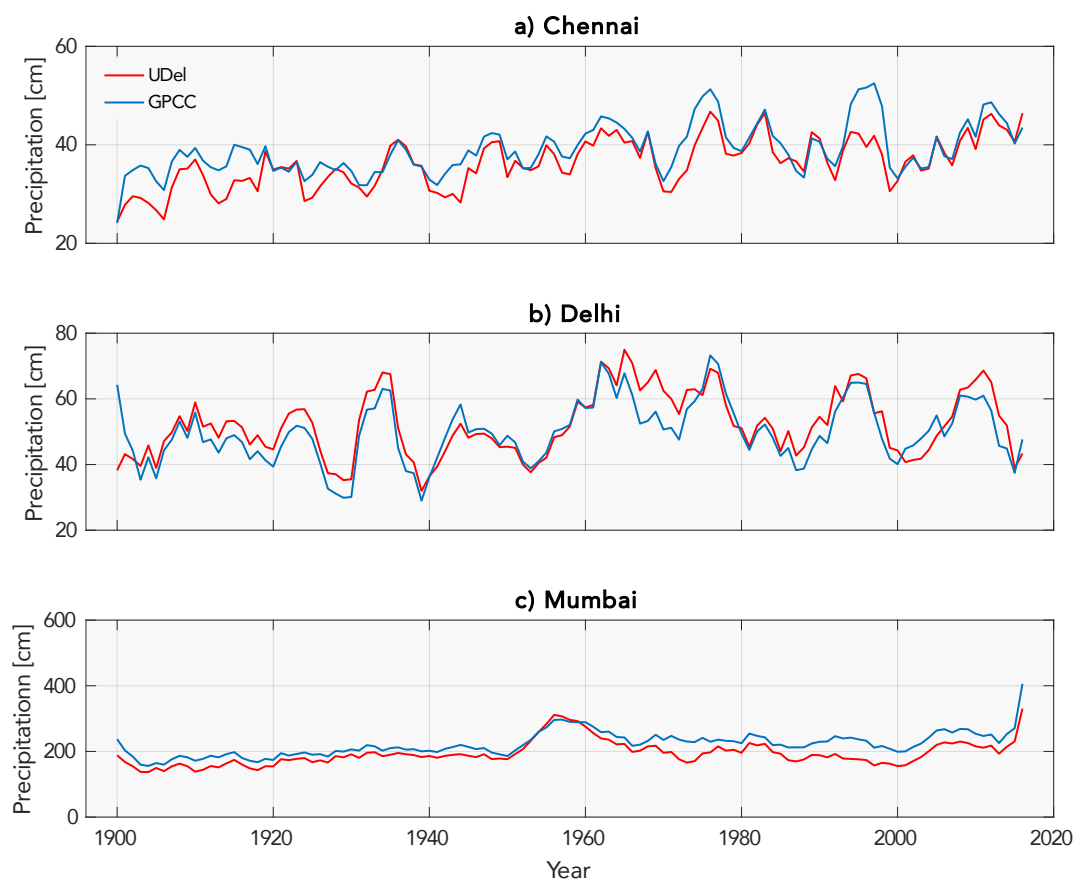 a) Chennai
60
40
20
Precipitation [cm]
UDel
GPCC
b) Delhi
80
60
40
20
Precipitation [cm]
c) Mumbai
600
400
200
0
Precipitationn [cm]
1900 1920 1940 1960 1980 2000 2020
Year